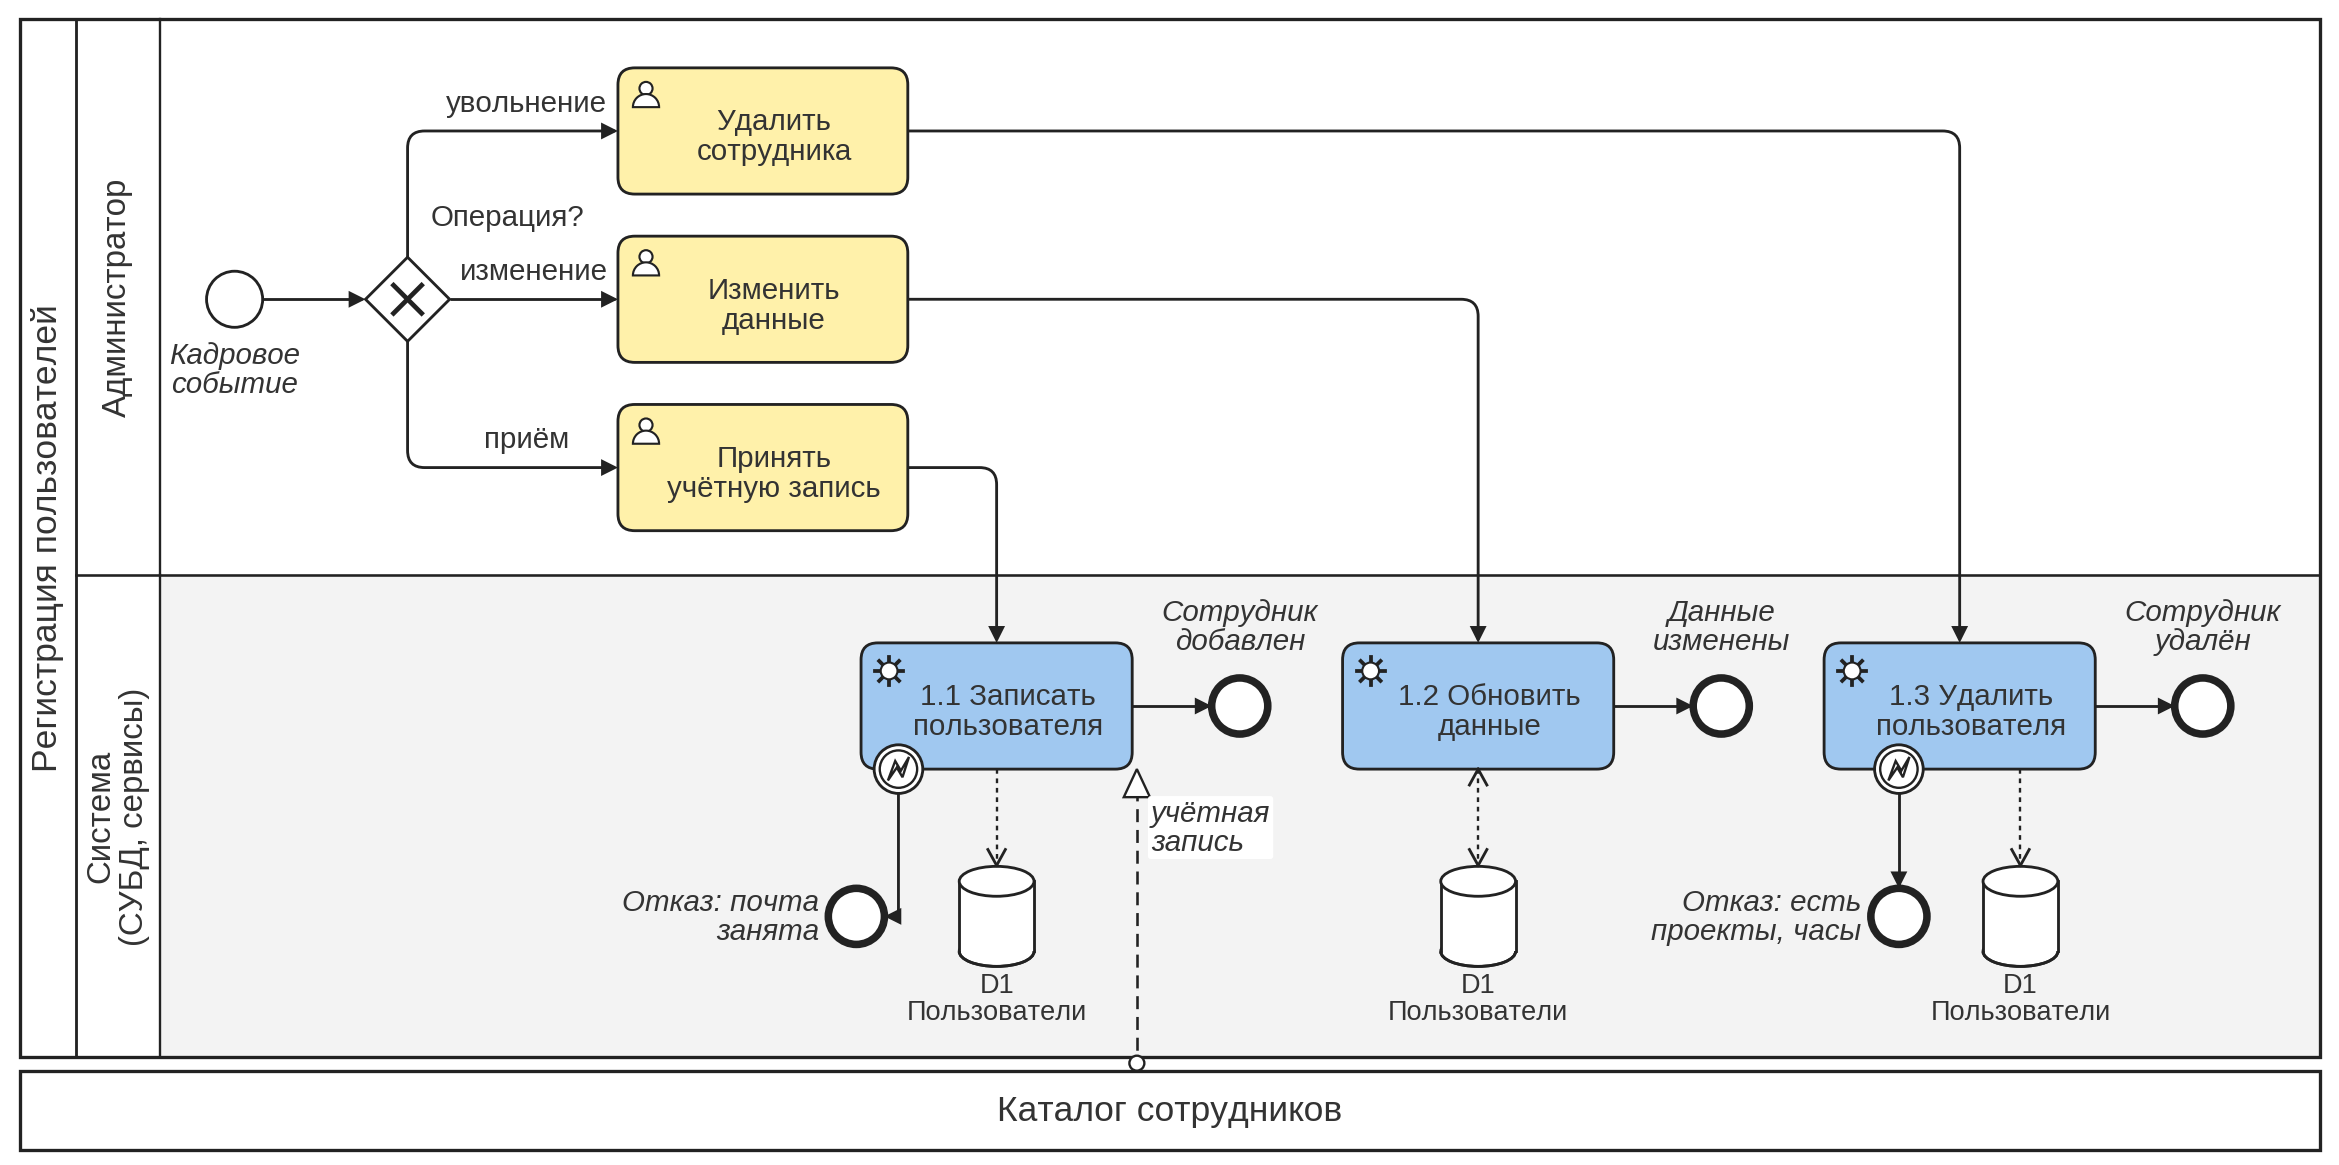 Регистрация пользователей
Администратор
увольнение
Удалить
сотрудника
Операция?
изменение
Изменить
данные
Кадровое
событие
приём
Принять
учётную запись
Система
(СУБД, сервисы)
Сотрудник
добавлен
Данные
изменены
Сотрудник
удалён
1.1 Записать
пользователя
1.2 Обновить
данные
1.3 Удалить
пользователя
учётная
запись
Отказ: почта
занята
Отказ: есть
проекты, часы
D1
Пользователи
D1
Пользователи
D1
Пользователи
Каталог сотрудников